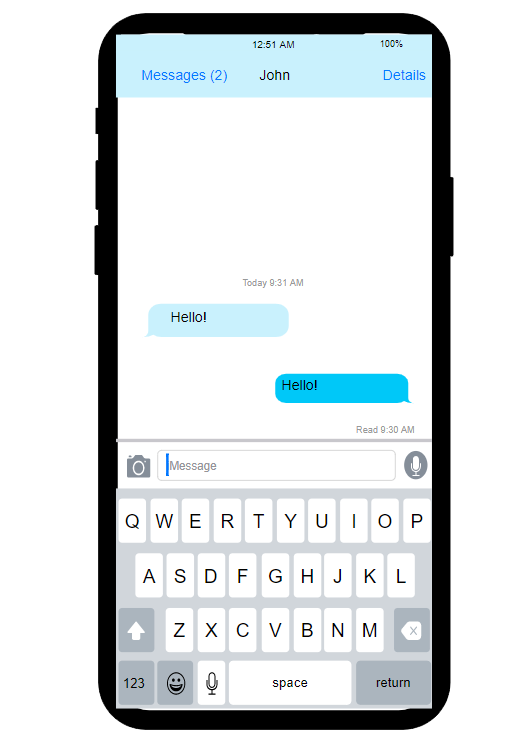 12:51 AM 100%
Messages (2) John Details
Today 9:31 AM
Hello!
Hello!
Read 9:30 AM
Message
Q W E R T Y U I O P
A S D F G H J K L
Z X C V B N M X
123 space return